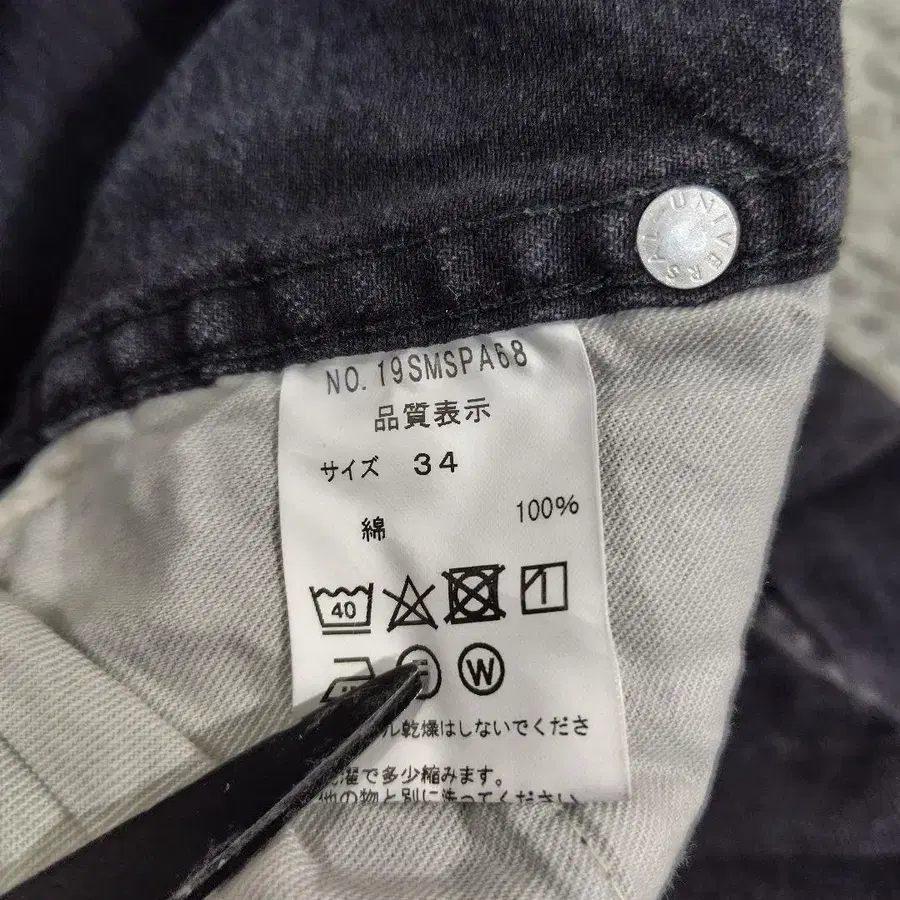 UNIVERSAL
NO. 19SMSPA68
品質表示
サイズ 34
綿 100%
40
W
ル乾燥はしないでくださ
濯で多少縮みます。
他の物と別に洗ってください